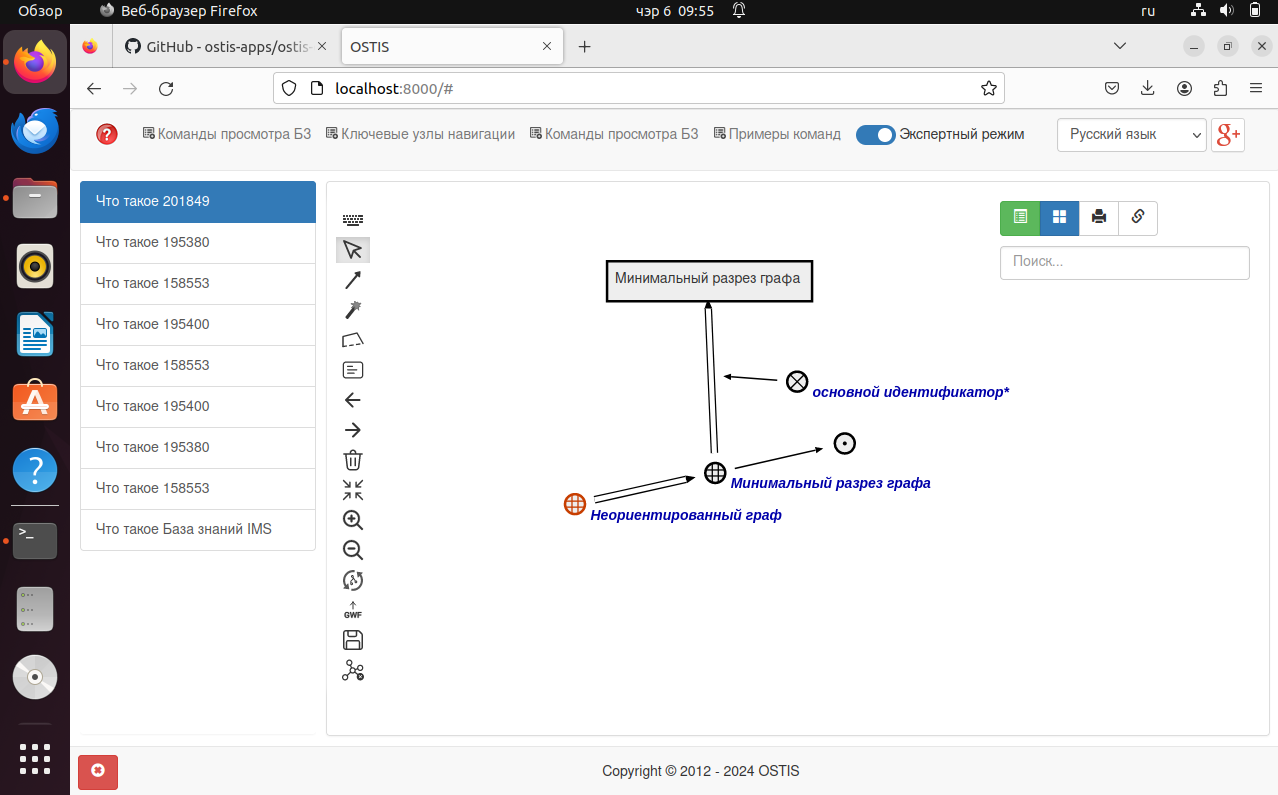 Обзор
Веб-браузер Firefox
чэр 6 09:55
ru
GitHub - ostis-apps/ostis-
OSTIS
localhost:8000/#
Команды просмотра БЗ
Ключевые узлы навигации
Команды просмотра БЗ
Примеры команд
Экспертный режим
Русский язык
g+
Что такое 201849
Что такое 195380
Что такое 158553
Что такое 195400
Что такое 158553
Что такое 195400
Что такое 195380
Что такое 158553
Что такое База знаний IMS
GWF
Поиск...
Минимальный разрез графа
основной идентификатор*
Минимальный разрез графа
Неориентированный граф
Copyright © 2012 - 2024 OSTIS